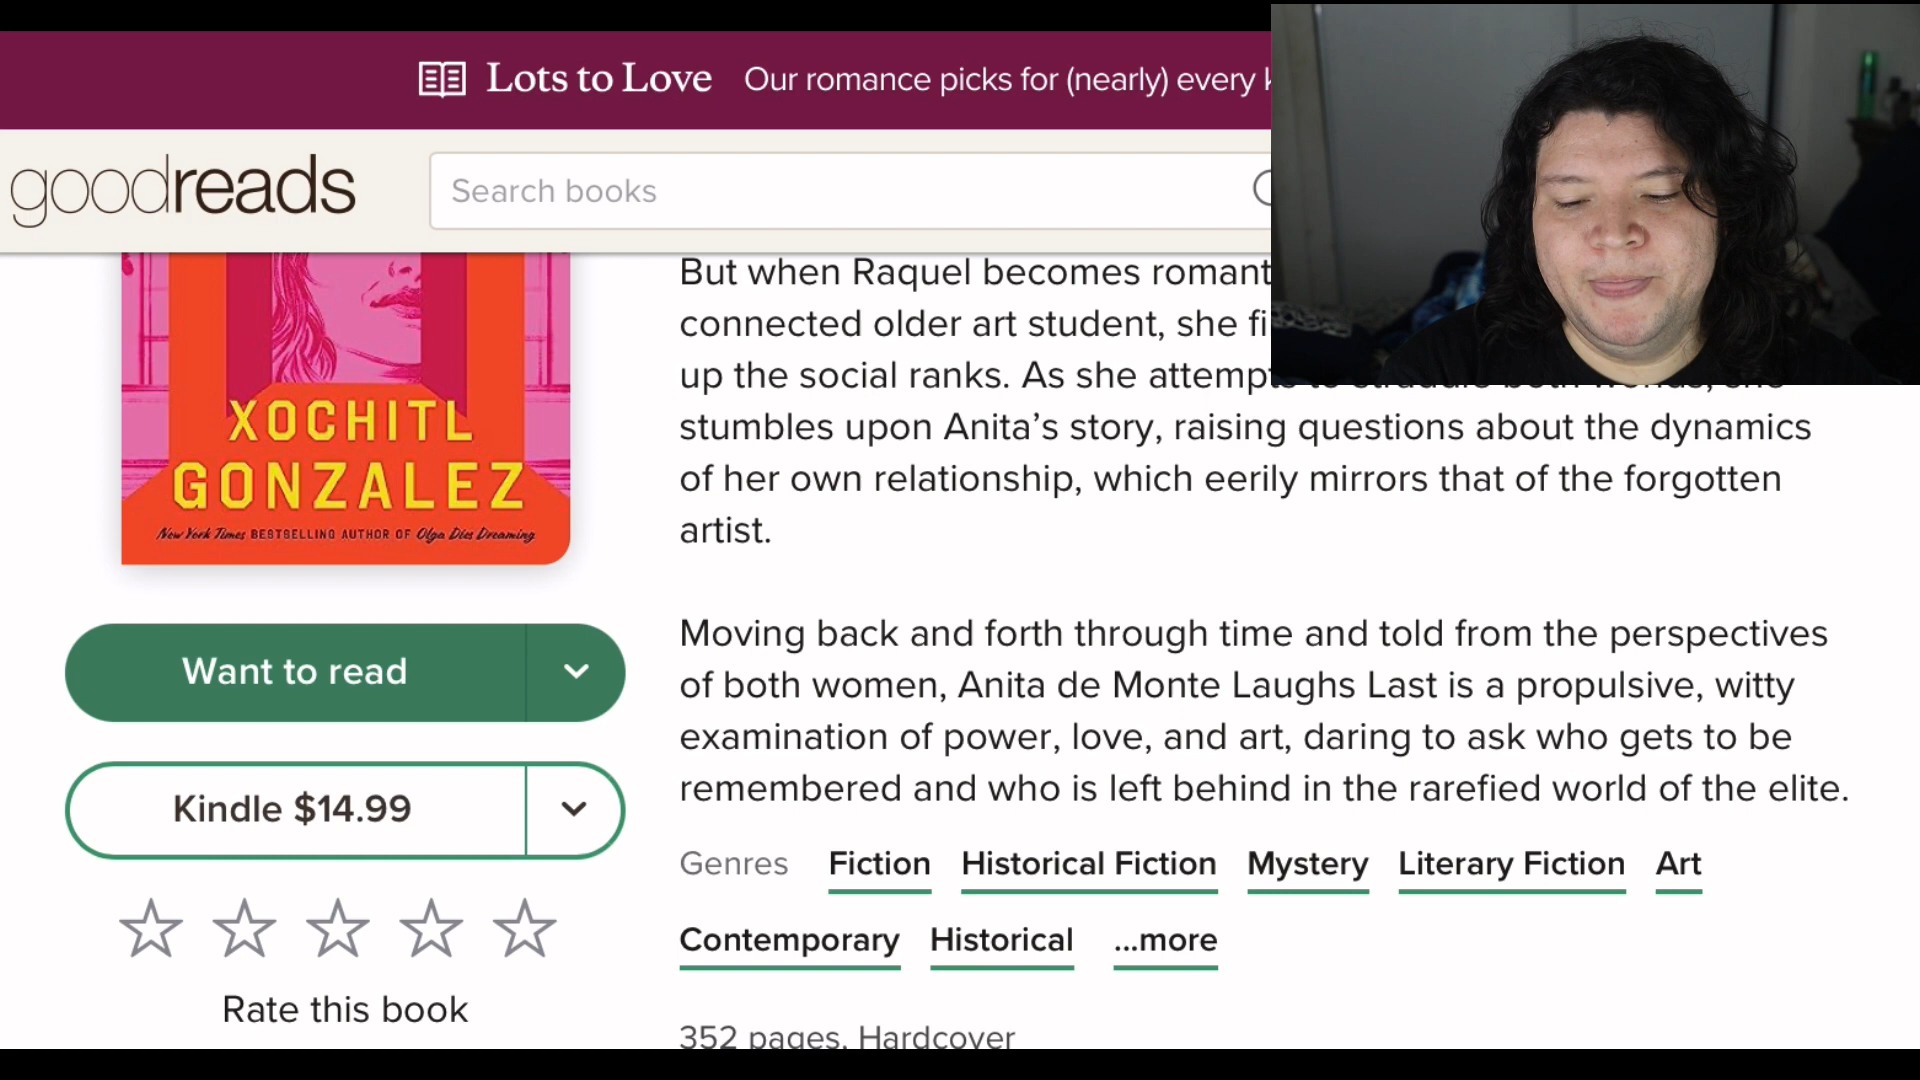 Lots to Love Our romance picks for (nearly) every
goodreads
Search books
But when Raquel becomes
connected older art student, she
up the social ranks. As she
stumbles upon Anita’s story, raising questions about the dynamics
of her own relationship, which eerily mirrors that of the forgotten
artist.
Moving back and forth through time and told from the perspectives
of both women, Anita de Monte Laughs Last is a propulsive, witty
examination of power, love, and art, daring to ask who gets to be
remembered and who is left behind in the rarefied world of the elite.
Genres Fiction Historical Fiction Mystery Literary Fiction Art
Contemporary Historical ...more
352 pages, Hardcover
XOCHITL
GONZALEZ
New York Times BESTSELLING AUTHOR OF Olga Dies Dreaming
Want to read
Kindle $14.99
Rate this book